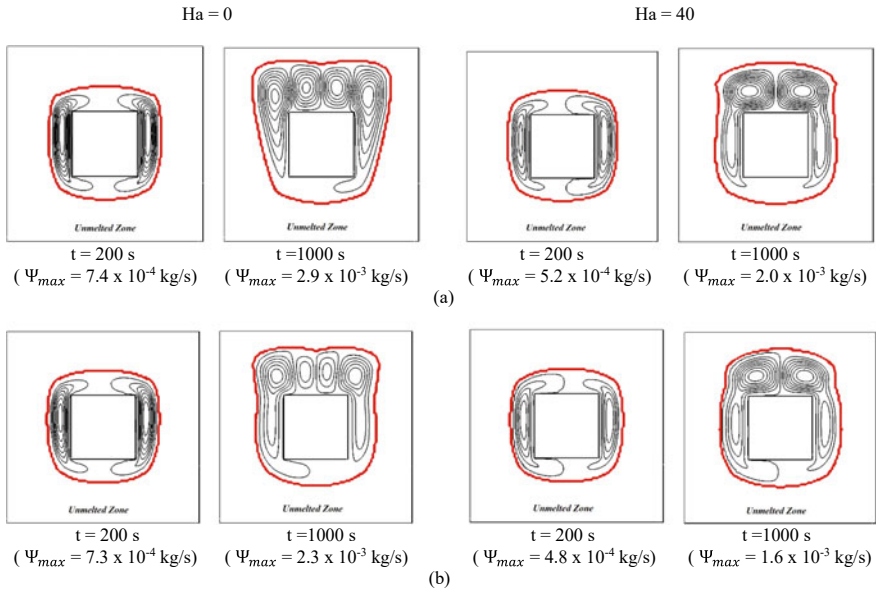 Ha = 0 Ha = 40
Unmelted Zone Unmelted Zone Unmelted Zone Unmelted Zone
t = 200 s t =1000 s t = 200 s t =1000 s
( Ψmax = 7.4 x 10⁻⁴ kg/s) ( Ψmax = 2.9 x 10⁻³ kg/s) ( Ψmax = 5.2 x 10⁻⁴ kg/s) ( Ψmax = 2.0 x 10⁻³ kg/s)
(a)
Unmelted Zone Unmelted Zone Unmelted Zone Unmelted Zone
t = 200 s t =1000 s t = 200 s t =1000 s
( Ψmax = 7.3 x 10⁻⁴ kg/s) ( Ψmax = 2.3 x 10⁻³ kg/s) ( Ψmax = 4.8 x 10⁻⁴ kg/s) ( Ψmax = 1.6 x 10⁻³ kg/s)
(b)